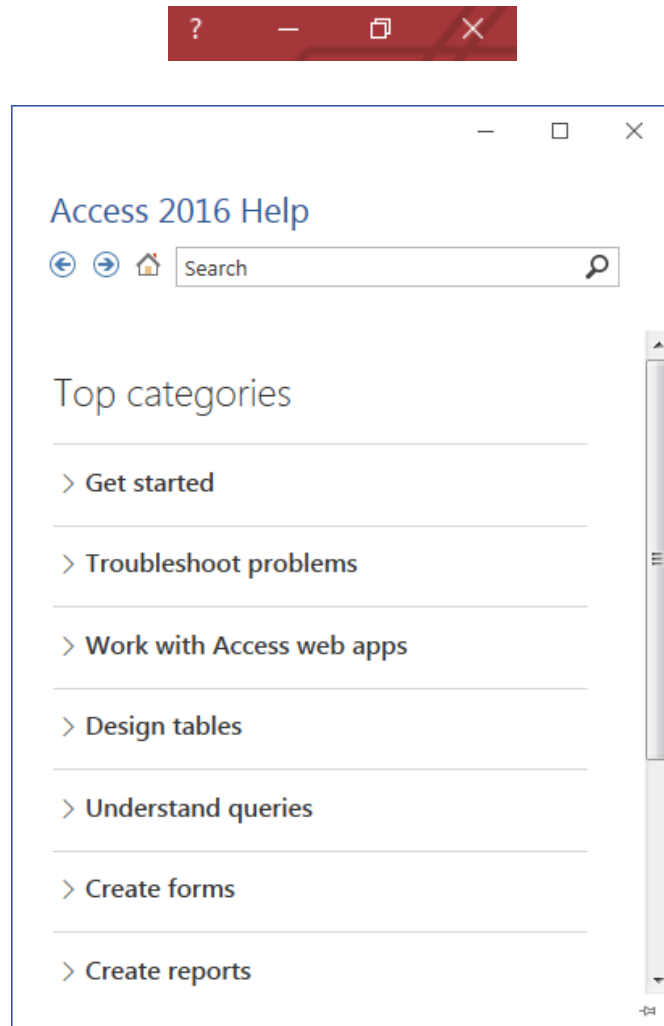 ?
Access 2016 Help
Search
Top categories
Get started
Troubleshoot problems
Work with Access web apps
Design tables
Understand queries
Create forms
Create reports